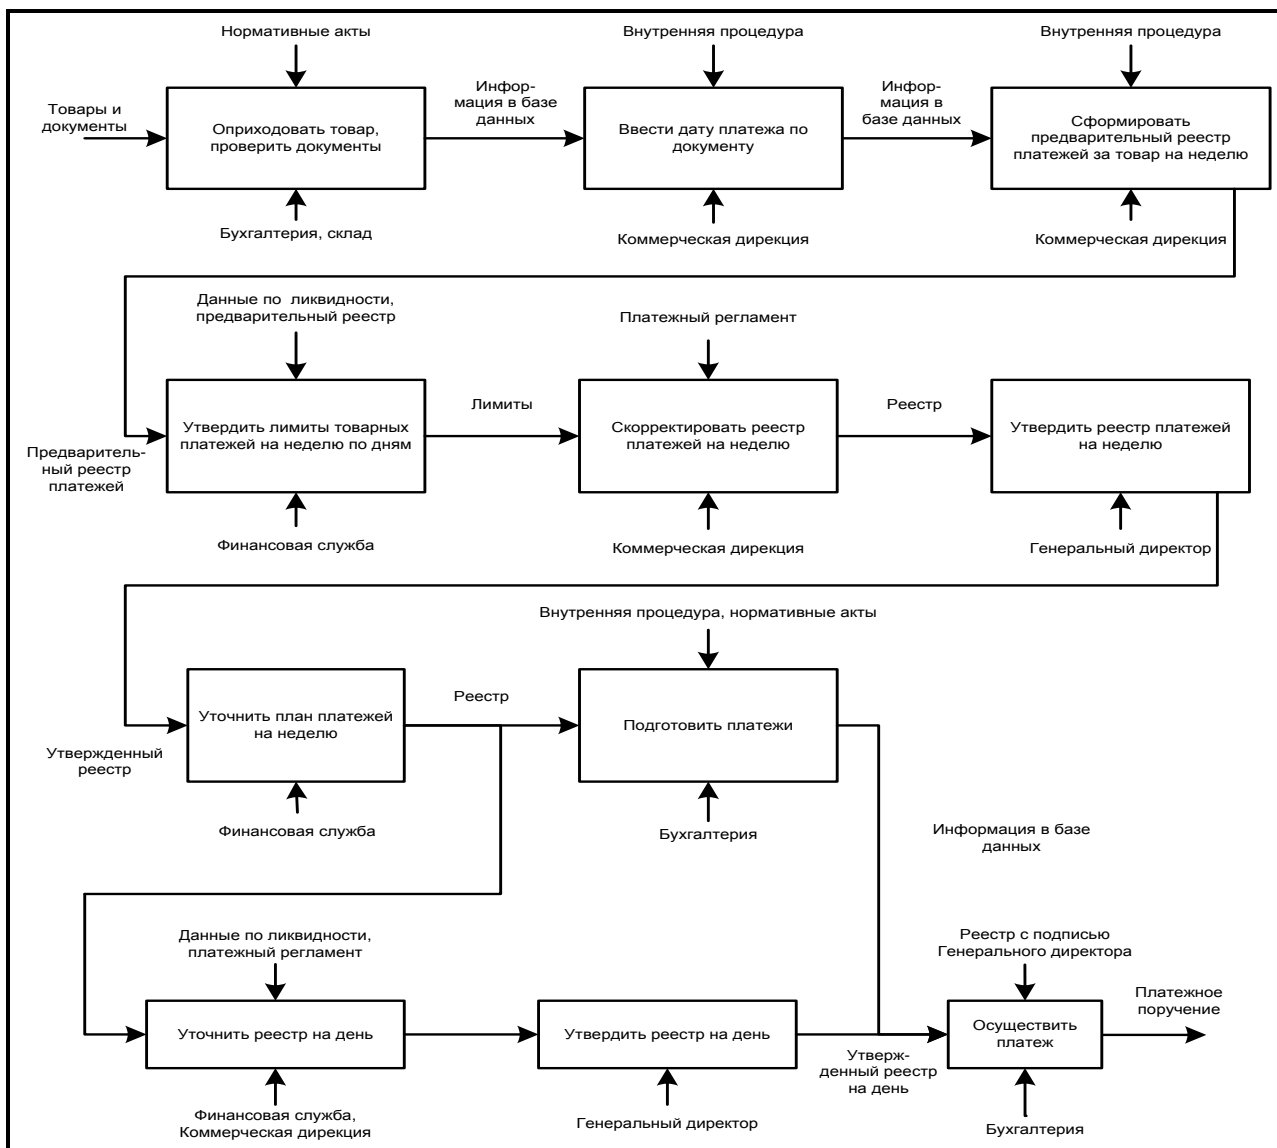 Нормативные акты
Внутренняя процедура
Внутренняя процедура
Товары и
документы
Оприходовать товар,
проверить документы
Инфор-
мация в базе
данных
Ввести дату платежа по
документу
Инфор-
мация в
базе данных
Сформировать
предварительный реестр
платежей за товар на неделю
Бухгалтерия, склад
Коммерческая дирекция
Коммерческая дирекция
Данные по ликвидности,
предварительный реестр
Платежный регламент
Предваритель-
ный реестр
платежей
Утвердить лимиты товарных
платежей на неделю по дням
Лимиты
Скорректировать реестр
платежей на неделю
Реестр
Утвердить реестр платежей
на неделю
Финансовая служба
Коммерческая дирекция
Генеральный директор
Внутренняя процедура, нормативные акты
Утвержденный
реестр
Уточнить план платежей
на неделю
Реестр
Подготовить платежи
Финансовая служба
Бухгалтерия
Информация в базе
данных
Данные по ликвидности,
платежный регламент
Реестр с подписью
Генерального директора
Уточнить реестр на день
Утвердить реестр на день
Утверж-
денный реестр
на день
Осуществить
платеж
Платежное
поручение
Финансовая служба,
Коммерческая дирекция
Генеральный директор
Бухгалтерия